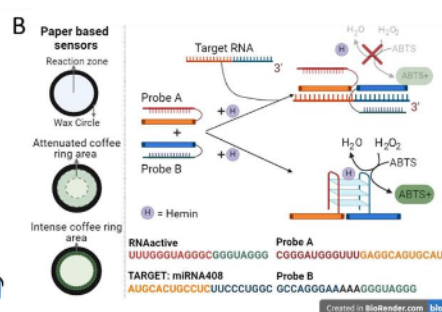 B
Paper based
sensors
Reaction zone
Wax Circle
Attenuated coffee
ring area
Intense coffee ring
area
Target RNA
3'
Probe A
+
Probe B
+ H
+ H
H = Hemin
H
H2O H2O2
ABTS
ABTS+
3'
H2O H2O2
ABTS
H
ABTS+
RNAactive
UUUGGGUAGGGCGGGUAGGG
Probe A
CGGGAUGGGUUUGAGGCAGUGCAU
TARGET: miRNA408
AUGCACUGCCUCUUCCCUGGC
Probe B
GCCAGGGAAAAAGGGUAGGG
Created in BioRender.com